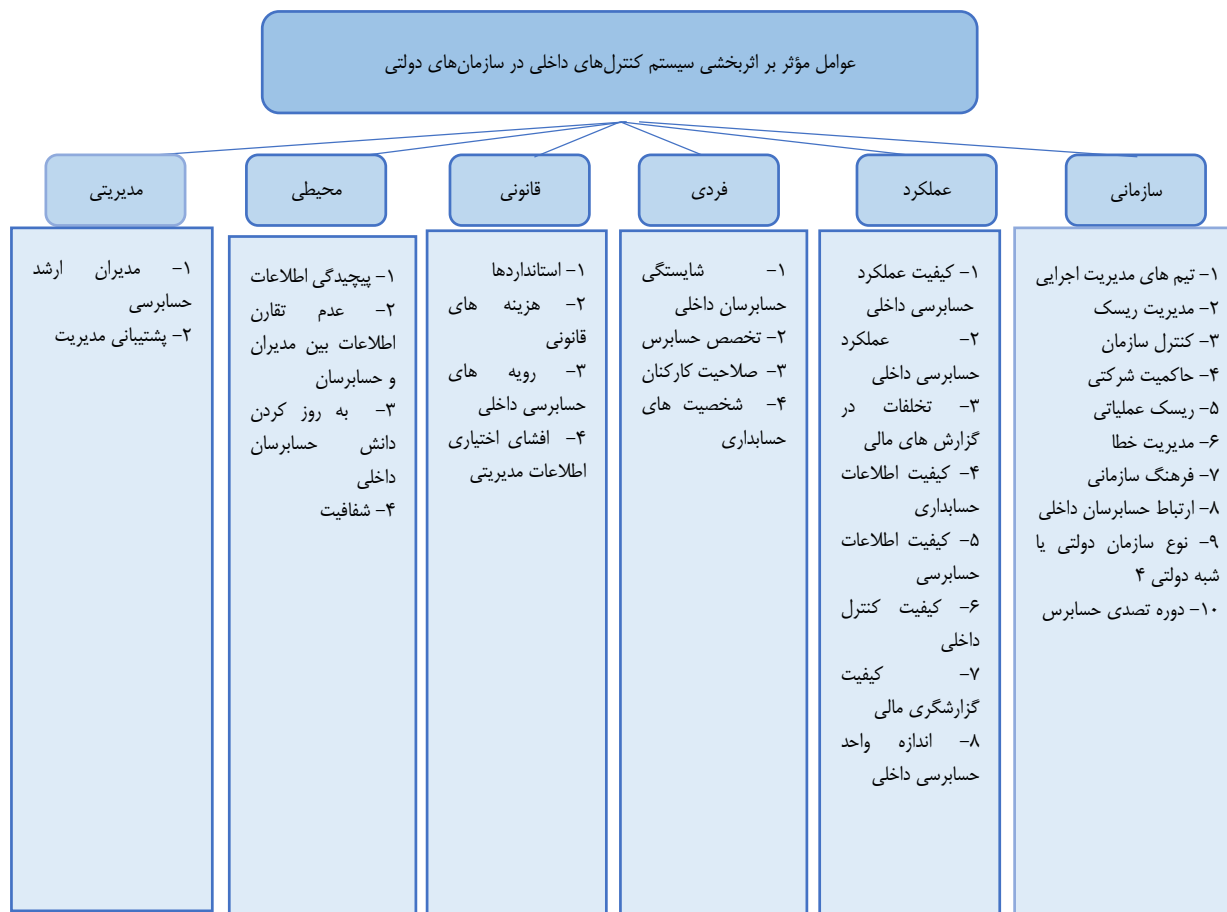 عوامل مؤثر بر اثربخشی سیستم کنترل‌های داخلی در سازمان‌های دولتی
سازمانی
۱- تیم های مدیریت اجرایی
۲- مدیریت ریسک
۳- کنترل سازمان
۴- حاکمیت شرکتی
۵- ریسک عملیاتی
۶- مدیریت خطا
۷- فرهنگ سازمانی
۸- ارتباط حسابرسان داخلی
۹- نوع سازمان دولتی یا
شبه دولتی ۴
۱۰- دوره تصدی حسابرس
عملکرد
۱- کیفیت عملکرد
حسابرسی داخلی
۲- عملکرد
حسابرسی داخلی
۳- تخلفات در
گزارش های مالی
۴- کیفیت اطلاعات
حسابداری
۵- کیفیت اطلاعات
حسابرسی
۶- کیفیت کنترل
داخلی
۷- کیفیت
گزارشگری مالی
۸- اندازه واحد
حسابرسی داخلی
فردی
۱- شایستگی
حسابرسان داخلی
۲- تخصص حسابرس
۳- صلاحیت کارکنان
۴- شخصیت های
حسابداری
قانونی
۱- استانداردها
۲- هزینه های
قانونی
۳- رویه های
حسابرسی داخلی
۴- افشای اختیاری
اطلاعات مدیریتی
محیطی
۱- پیچیدگی اطلاعات
۲- عدم تقارن
اطلاعات بین مدیران
و حسابرسان
۳- به روز کردن
دانش حسابرسان
داخلی
۴- شفافیت
مدیریتی
۱- مدیران ارشد
حسابرسی
۲- پشتیبانی مدیریت